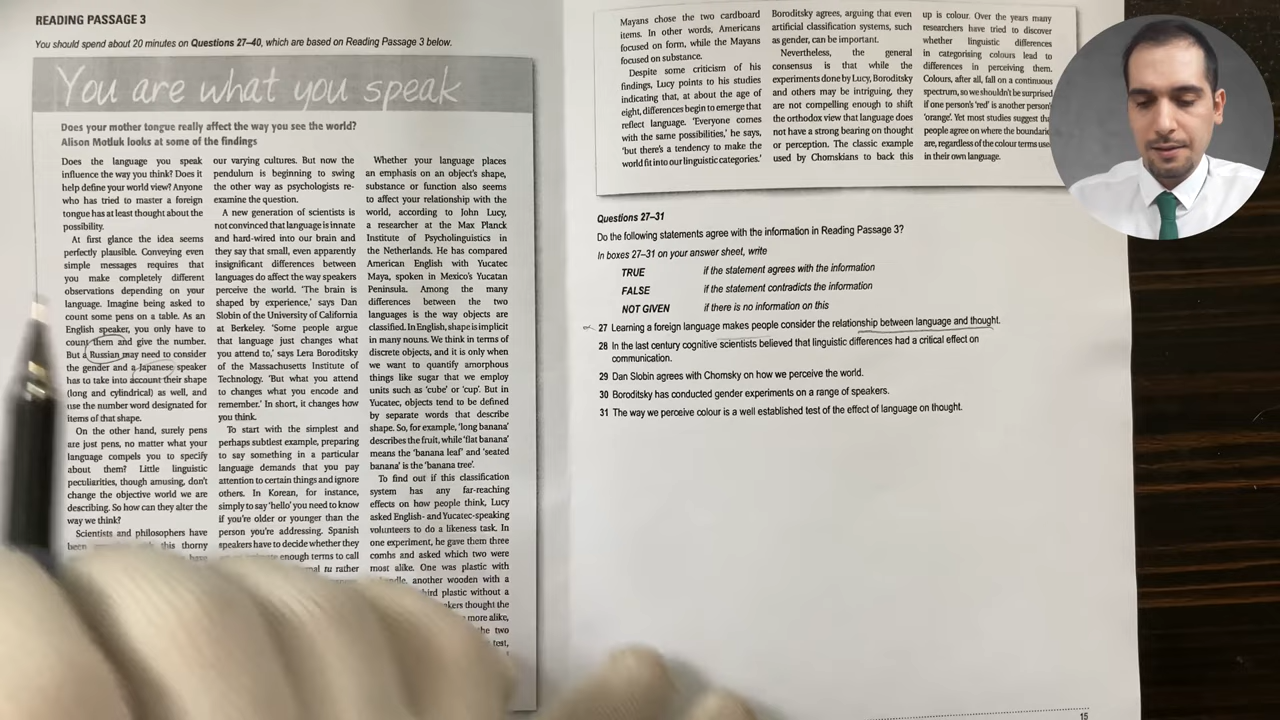 READING PASSAGE 3
You should spend about 20 minutes on Questions 27–40, which are based on Reading Passage 3 below.
You are what you speak
Does your mother tongue really affect the way you see the world?
Alison Motluk looks at some of the findings
Does the language you speak
influence the way you think? Does it
help define your world view? Anyone
who has tried to master a foreign
tongue has at least thought about the
possibility.
At first glance the idea seems
perfectly plausible. Conveying even
simple messages requires that
you make completely different
observations depending on your
language. Imagine being asked to
count some pens on a table. As an
English speaker, you only have to
count them and give the number.
But a Russian may need to consider
the gender and a Japanese speaker
has to take into account their shape
(long and cylindrical) as well, and
use the number word designated for
items of that shape.
On the other hand, surely pens
are just pens, no matter what your
language compels you to specify
about them? Little linguistic
peculiarities, though amusing, don't
change the objective world we are
describing. So how can they alter the
way we think?
Scientists and philosophers have
been this thorny
our varying cultures. But now the
pendulum is beginning to swing
the other way as psychologists re-
examine the question.
A new generation of scientists is
not convinced that language is innate
and hard-wired into our brain and
they say that small, even apparently
insignificant differences between
languages do affect the way speakers
perceive the world. 'The brain is
shaped by experience,' says Dan
Slobin of the University of California
at Berkeley. 'Some people argue
that language just changes what
you attend to,' says Lera Boroditsky
of the Massachusetts Institute of
Technology. 'But what you attend
to changes what you encode and
remember.' In short, it changes how
you think.
To start with the simplest and
perhaps subtlest example, preparing
to say something in a particular
language demands that you pay
attention to certain things and ignore
others. In Korean, for instance,
simply to say 'hello' you need to know
if you're older or younger than the
person you're addressing. Spanish
speakers have to decide whether they
enough terms to call
rather
Whether your language places
an emphasis on an object's shape,
substance or function also seems
to affect your relationship with the
world, according to John Lucy,
a researcher at the Max Planck
Institute of Psycholinguistics in
the Netherlands. He has compared
American English with Yucatec
Maya, spoken in Mexico's Yucatan
Peninsula. Among the many
differences between the two
languages is the way objects are
classified. In English, shape is implicit
in many nouns. We think in terms of
discrete objects, and it is only when
we want to quantify amorphous
things like sugar that we employ
units such as 'cube' or 'cup'. But in
Yucatec, objects tend to be defined
by separate words that describe
shape. So, for example, 'long banana'
describes the fruit, while 'flat banana'
means the 'banana leaf' and 'seated
banana' is the 'banana tree'.
To find out if this classification
system has any far-reaching
effects on how people think, Lucy
asked English- and Yucatec-speaking
volunteers to do a likeness task. In
one experiment, he gave them three
combs and asked which two were
most alike. One was plastic with
another wooden with a
plastic without a
thought the
more alike,
two
test,
Mayans chose the two cardboard
items. In other words, Americans
focused on form, while the Mayans
focused on substance.
Despite some criticism of his
findings, Lucy points to his studies
indicating that, at about the age of
eight, differences begin to emerge that
reflect language. 'Everyone comes
with the same possibilities,' he says,
'but there's a tendency to make the
world fit into our linguistic categories.'
Boroditsky agrees, arguing that even
artificial classification systems, such
as gender, can be important.
Nevertheless, the general
consensus is that while the
experiments done by Lucy, Boroditsky
and others may be intriguing, they
are not compelling enough to shift
the orthodox view that language does
not have a strong bearing on thought
or perception. The classic example
used by Chomskians to back this
up is colour. Over the years many
researchers have tried to discover
whether linguistic differences
in categorising colours lead to
differences in perceiving them.
Colours, after all, fall on a continuous
spectrum, so we shouldn't be surprised
if one person's 'red' is another person's
'orange'. Yet most studies suggest that
people agree on where the boundaries
are, regardless of the colour terms used
in their own language.
Questions 27–31
Do the following statements agree with the information in Reading Passage 3?
In boxes 27–31 on your answer sheet, write
TRUE if the statement agrees with the information
FALSE if the statement contradicts the information
NOT GIVEN if there is no information on this
27 Learning a foreign language makes people consider the relationship between language and thought.
28 In the last century cognitive scientists believed that linguistic differences had a critical effect on
communication.
29 Dan Slobin agrees with Chomsky on how we perceive the world.
30 Boroditsky has conducted gender experiments on a range of speakers.
31 The way we perceive colour is a well established test of the effect of language on thought.
15